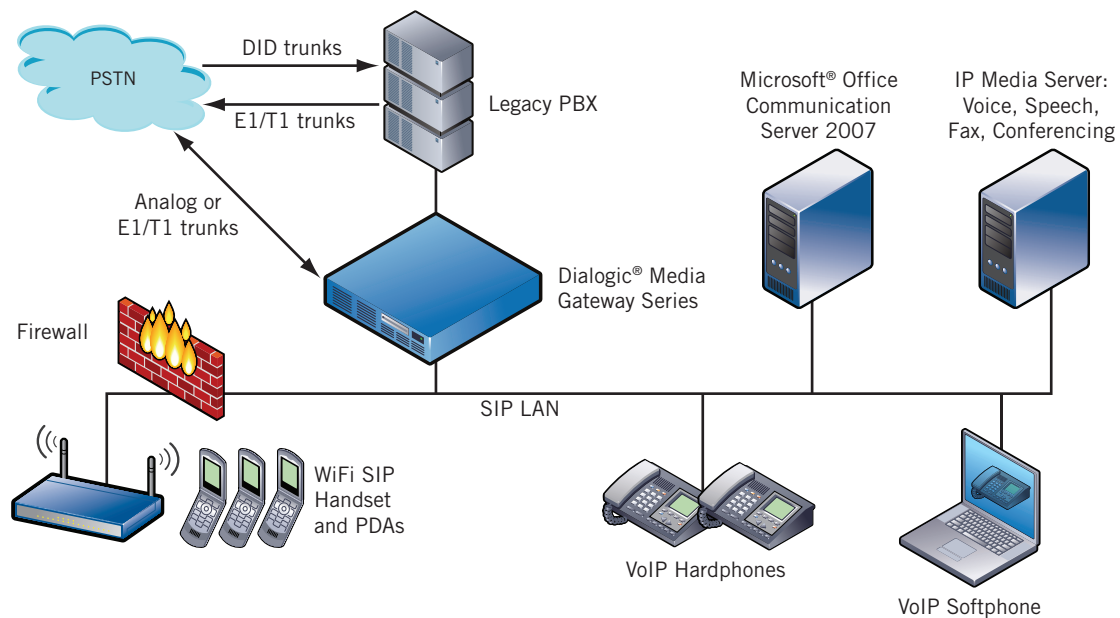 DID trunks
PSTN
Legacy PBX
E1/T1 trunks
Microsoft® Office
Communication
Server 2007
IP Media Server:
Voice, Speech,
Fax, Conferencing
Analog or
E1/T1 trunks
Dialogic® Media
Gateway Series
Firewall
SIP LAN
WiFi SIP
Handset
and PDAs
VoIP Hardphones
VoIP Softphone